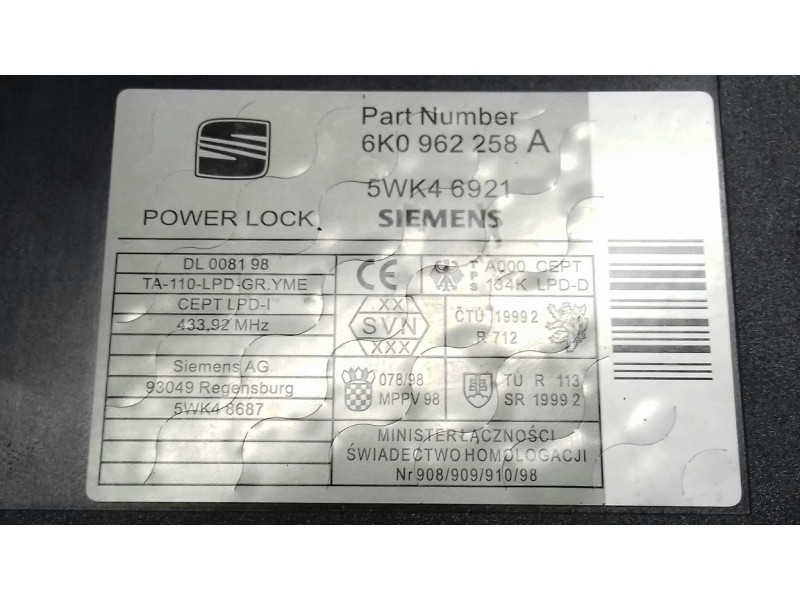 Part Number
6K0 962 258 A
5WK4 6921
POWER LOCK SIEMENS
DL 0081 98
TA-110-LPD-GR.YME
CEPT LPD-I
433,92 MHz
Siemens AG
93049 Regensburg
5WK4 8687
CE
TPS
A000 CEPT
134K LPD-D
XX
SVN
XXX
ČTÚ 1999 2
R 712
078/98
MPPV 98
TU R 113
SR 1999 2
MINISTER ŁĄCZNOŚCI
ŚWIADECTWO HOMOLOGACJI
Nr 908/909/910/98